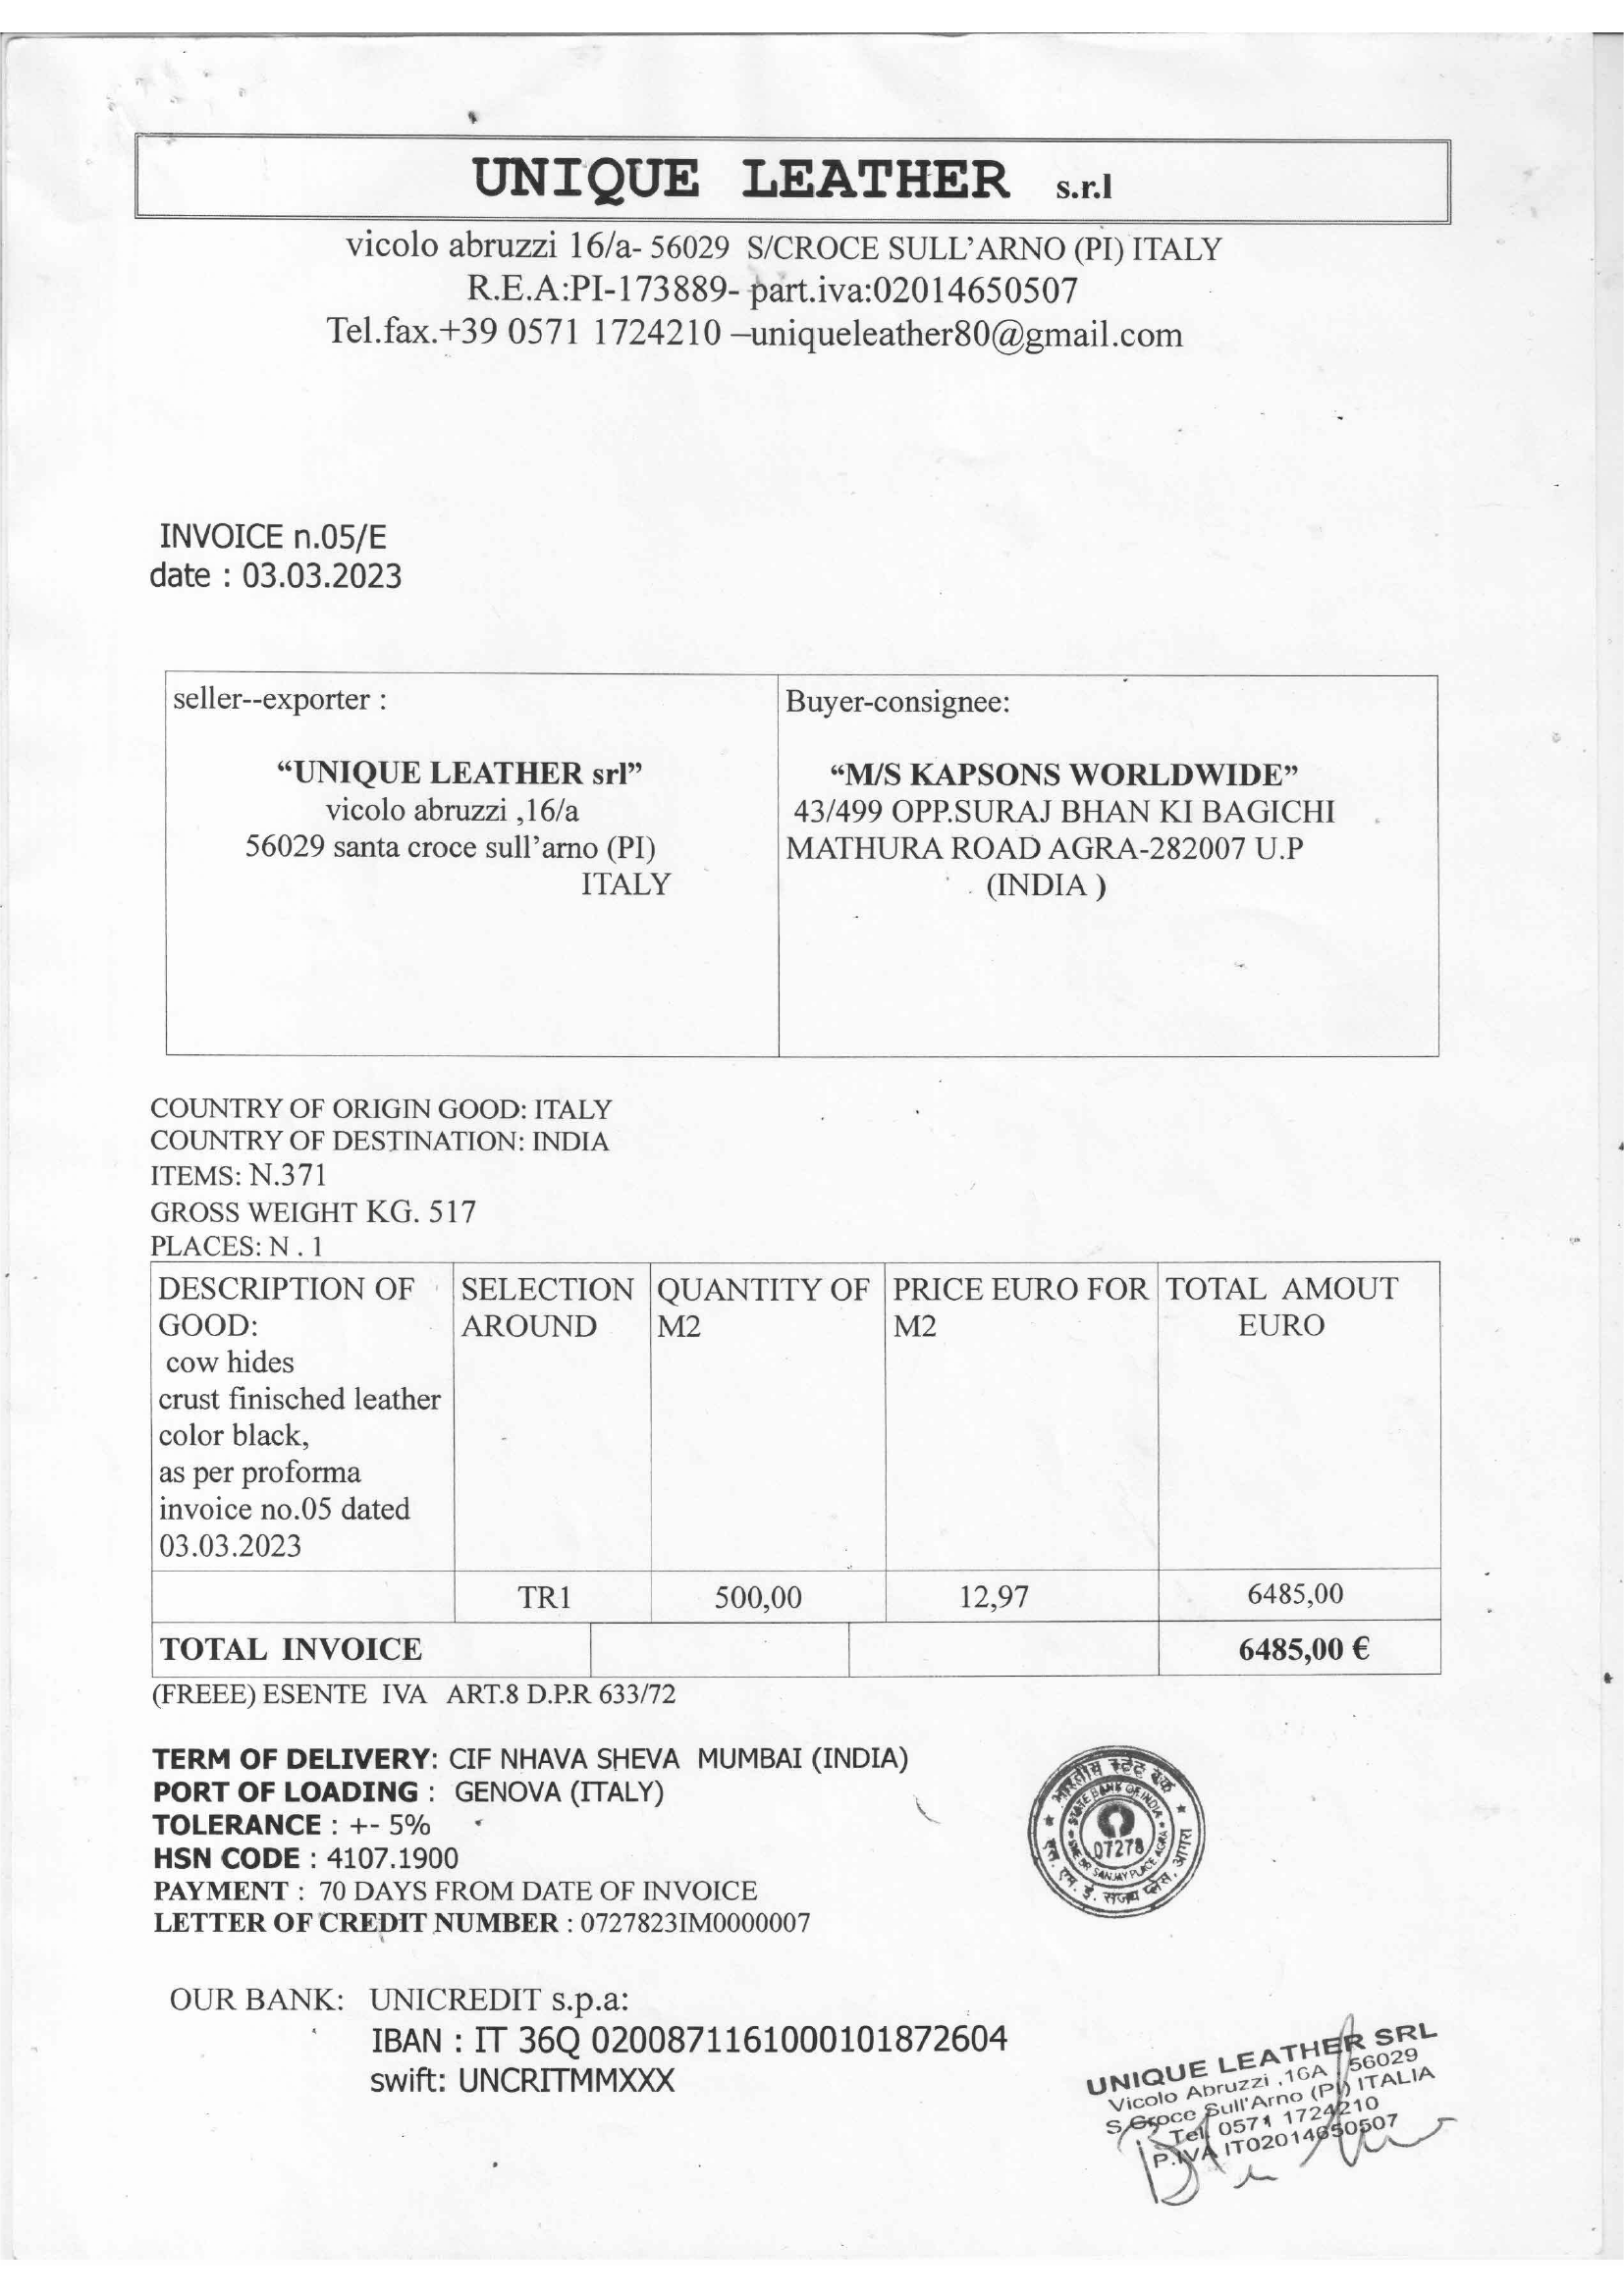 UNIQUE LEATHER s.r.l
vicolo abruzzi 16/a- 56029 S/CROCE SULL'ARNO (PI) ITALY
R.E.A:PI-173889- part.iva:02014650507
Tel.fax.+39 0571 1724210 –uniqueleather80@gmail.com
INVOICE n.05/E
date : 03.03.2023
seller--exporter :
“UNIQUE LEATHER srl”
vicolo abruzzi ,16/a
56029 santa croce sull'arno (PI)
ITALY
Buyer-consignee:
“M/S KAPSONS WORLDWIDE”
43/499 OPP.SURAJ BHAN KI BAGICHI
MATHURA ROAD AGRA-282007 U.P
(INDIA )
COUNTRY OF ORIGIN GOOD: ITALY
COUNTRY OF DESTINATION: INDIA
ITEMS: N.371
GROSS WEIGHT KG. 517
PLACES: N . 1
DESCRIPTION OF
GOOD:
cow hides
crust finisched leather
color black,
as per proforma
invoice no.05 dated
03.03.2023
SELECTION
AROUND
QUANTITY OF
M2
PRICE EURO FOR
M2
TOTAL AMOUT
EURO
TR1 500,00 12,97 6485,00
TOTAL INVOICE 6485,00 €
(FREEE) ESENTE IVA ART.8 D.P.R 633/72
TERM OF DELIVERY: CIF NHAVA SHEVA MUMBAI (INDIA)
PORT OF LOADING : GENOVA (ITALY)
TOLERANCE : +- 5%
HSN CODE : 4107.1900
PAYMENT : 70 DAYS FROM DATE OF INVOICE
LETTER OF CREDIT NUMBER : 0727823IM0000007
भारतीय स्टेट बैंक
एस. एम. ई. संजय प्लेस, आगरा
STATE BANK OF INDIA
SME BR SANJAY PLACE AGRA
07278
OUR BANK: UNICREDIT s.p.a:
IBAN : IT 36Q 0200871161000101872604
swift: UNCRITMMXXX
UNIQUE LEATHER SRL
Vicolo Abruzzi ,16A 56029
S.Croce Sull'Arno (PI) ITALIA
Tel. 0571 1724210
P.IVA IT02014650507